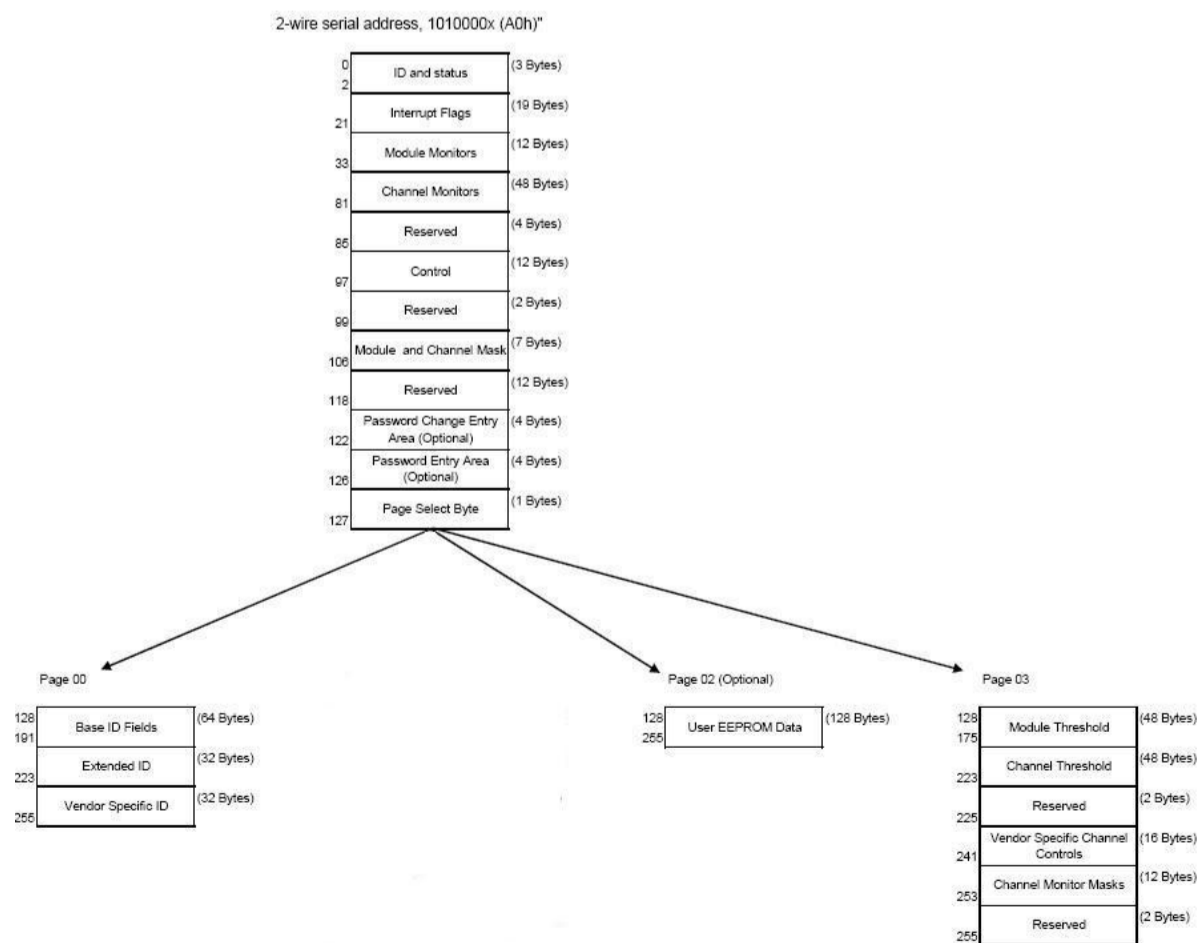 2-wire serial address, 1010000x (A0h)"
0
2
ID and status
(3 Bytes)
21
Interrupt Flags
(19 Bytes)
33
Module Monitors
(12 Bytes)
81
Channel Monitors
(48 Bytes)
85
Reserved
(4 Bytes)
97
Control
(12 Bytes)
99
Reserved
(2 Bytes)
106
Module and Channel Mask
(7 Bytes)
118
Reserved
(12 Bytes)
122
Password Change Entry
Area (Optional)
(4 Bytes)
126
Password Entry Area
(Optional)
(4 Bytes)
127
Page Select Byte
(1 Bytes)
Page 00
128
191
Base ID Fields
(64 Bytes)
223
Extended ID
(32 Bytes)
255
Vendor Specific ID
(32 Bytes)
Page 02 (Optional)
128
255
User EEPROM Data
(128 Bytes)
Page 03
128
175
Module Threshold
(48 Bytes)
223
Channel Threshold
(48 Bytes)
225
Reserved
(2 Bytes)
241
Vendor Specific Channel
Controls
(16 Bytes)
253
Channel Monitor Masks
(12 Bytes)
255
Reserved
(2 Bytes)